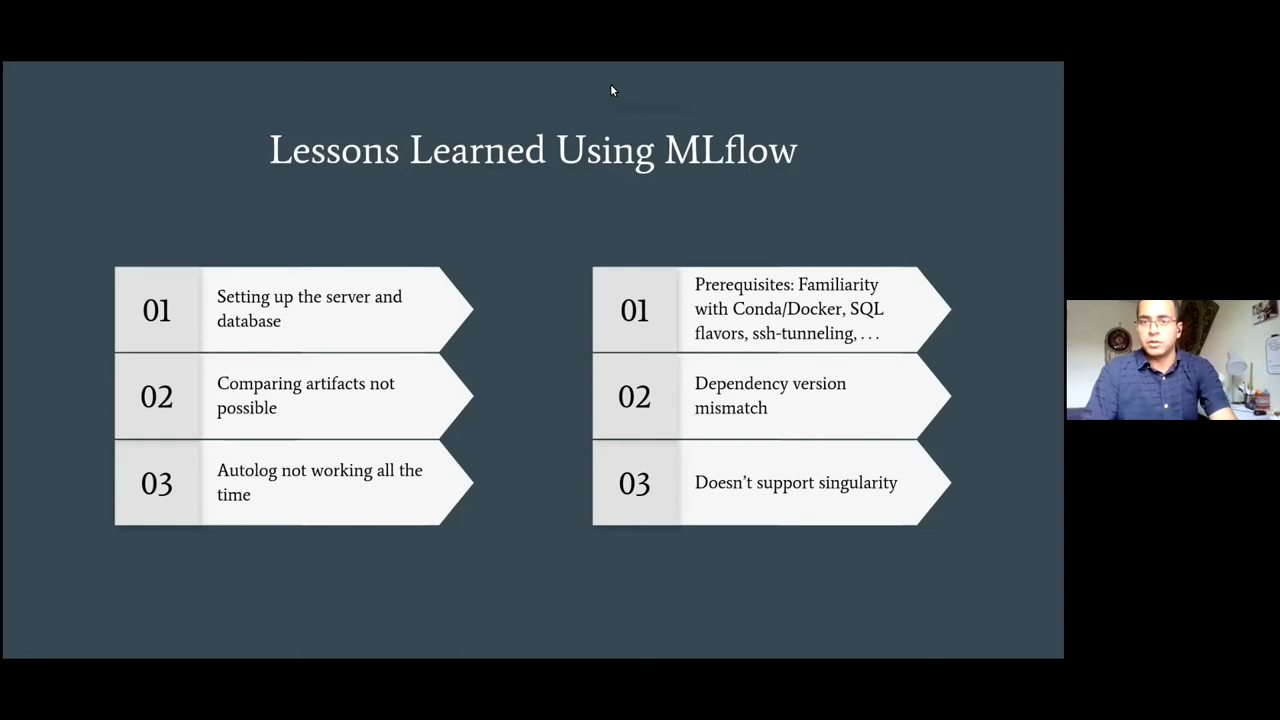 Lessons Learned Using MLflow
01
Setting up the server and
database
02
Comparing artifacts not
possible
03
Autolog not working all the
time
01
Prerequisites: Familiarity
with Conda/Docker, SQL
flavors, ssh-tunneling, . . .
02
Dependency version
mismatch
03
Doesn’t support singularity